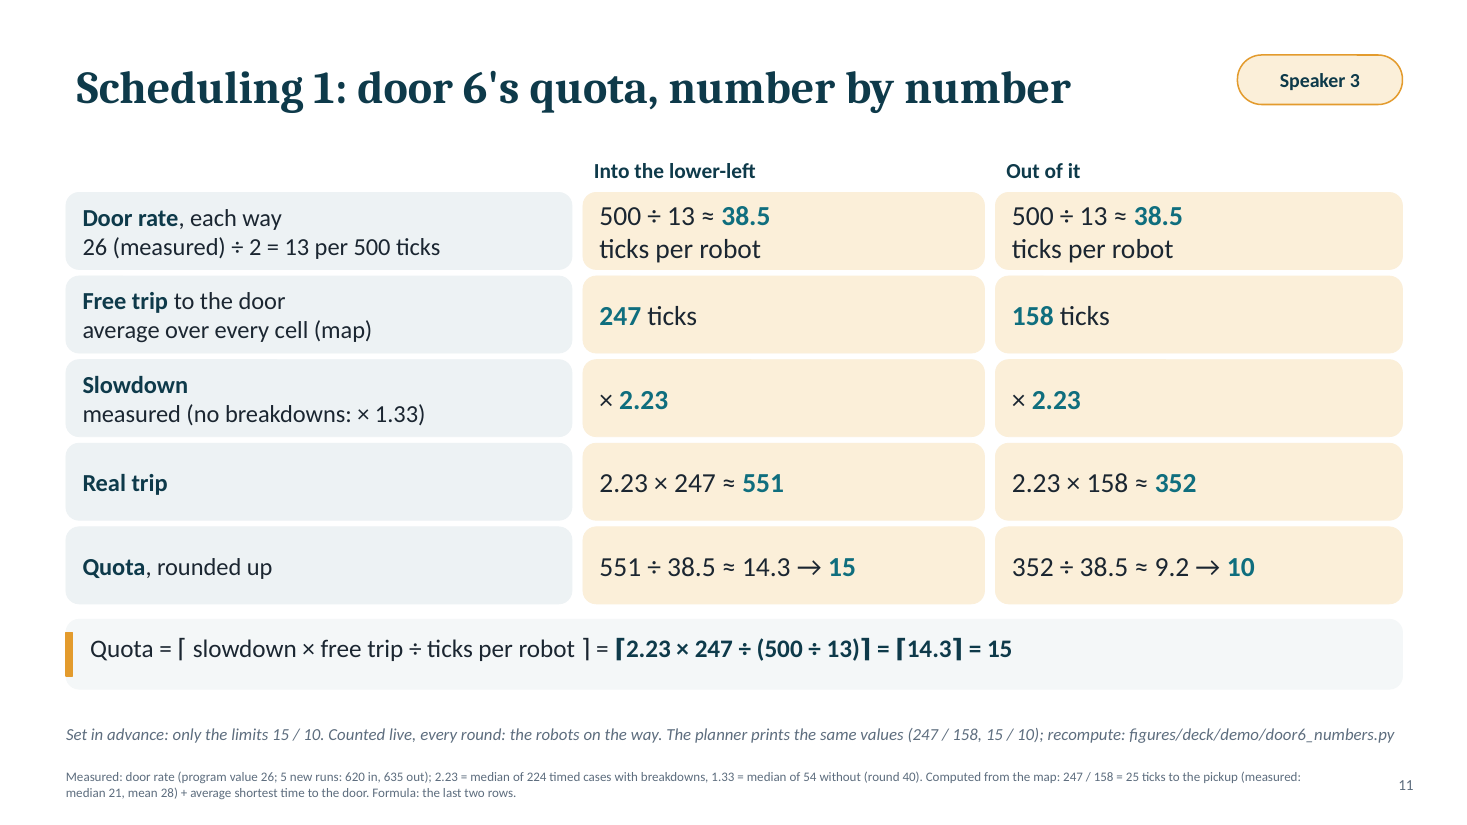 Scheduling 1: door 6's quota, number by number
Speaker 3
Into the lower-left
Out of it
Door rate, each way
26 (measured) ÷ 2 = 13 per 500 ticks
500 ÷ 13 ≈ 38.5
ticks per robot
500 ÷ 13 ≈ 38.5
ticks per robot
Free trip to the door
average over every cell (map)
247 ticks
158 ticks
Slowdown
measured (no breakdowns: × 1.33)
× 2.23
× 2.23
Real trip
2.23 × 247 ≈ 551
2.23 × 158 ≈ 352
Quota, rounded up
551 ÷ 38.5 ≈ 14.3 → 15
352 ÷ 38.5 ≈ 9.2 → 10
Quota = ⌈ slowdown × free trip ÷ ticks per robot ⌉ = ⌈2.23 × 247 ÷ (500 ÷ 13)⌉ = ⌈14.3⌉ = 15
Set in advance: only the limits 15 / 10. Counted live, every round: the robots on the way. The planner prints the same values (247 / 158, 15 / 10); recompute: figures/deck/demo/door6_numbers.py
Measured: door rate (program value 26; 5 new runs: 620 in, 635 out); 2.23 = median of 224 timed cases with breakdowns, 1.33 = median of 54 without (round 40). Computed from the map: 247 / 158 = 25 ticks to the pickup (measured:
median 21, mean 28) + average shortest time to the door. Formula: the last two rows.
11